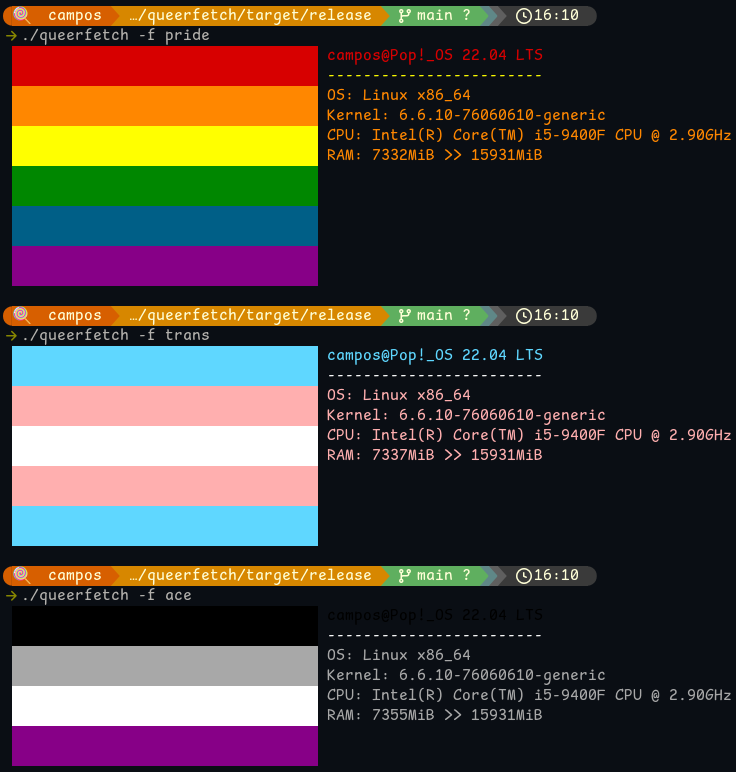 campos …/queerfetch/target/release main ? 16:10
→ ./queerfetch -f pride
campos@Pop!_OS 22.04 LTS
------------------------
OS: Linux x86_64
Kernel: 6.6.10-76060610-generic
CPU: Intel(R) Core(TM) i5-9400F CPU @ 2.90GHz
RAM: 7332MiB >> 15931MiB
campos …/queerfetch/target/release main ? 16:10
→ ./queerfetch -f trans
campos@Pop!_OS 22.04 LTS
------------------------
OS: Linux x86_64
Kernel: 6.6.10-76060610-generic
CPU: Intel(R) Core(TM) i5-9400F CPU @ 2.90GHz
RAM: 7337MiB >> 15931MiB
campos …/queerfetch/target/release main ? 16:10
→ ./queerfetch -f ace
campos@Pop!_OS 22.04 LTS
------------------------
OS: Linux x86_64
Kernel: 6.6.10-76060610-generic
CPU: Intel(R) Core(TM) i5-9400F CPU @ 2.90GHz
RAM: 7355MiB >> 15931MiB